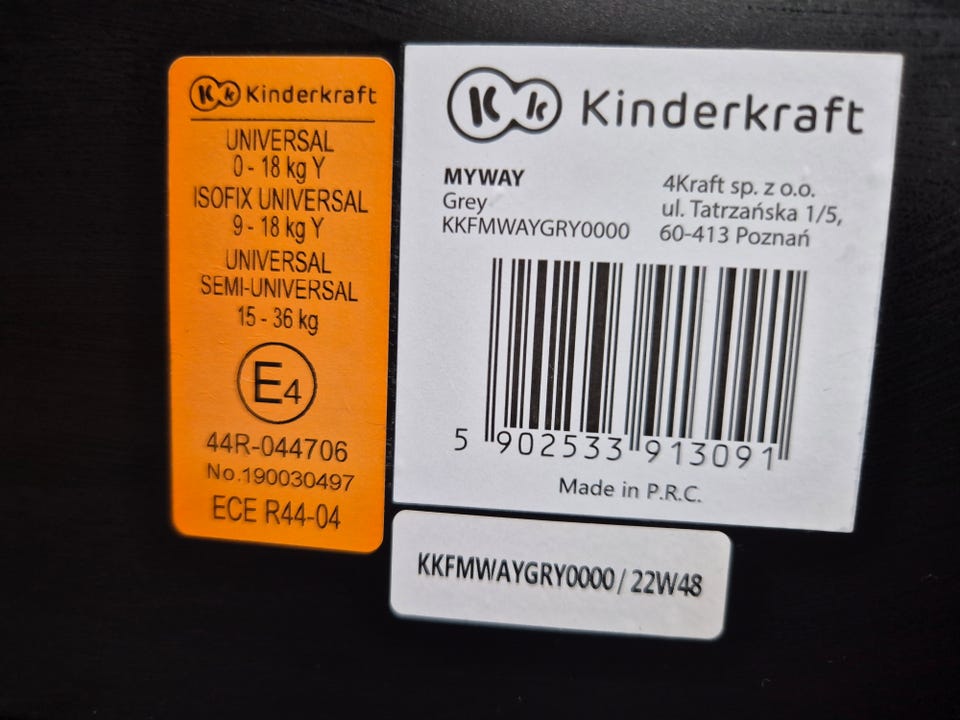 Kk Kinderkraft
UNIVERSAL
0 - 18 kg Y
ISOFIX UNIVERSAL
9 - 18 kg Y
UNIVERSAL
SEMI-UNIVERSAL
15 - 36 kg
E4
44R-044706
No.190030497
ECE R44-04
Kk Kinderkraft
MYWAY
Grey
KKFMWAYGRY0000
4Kraft sp. z o.o.
ul. Tatrzańska 1/5,
60-413 Poznań
5 902533 913091
Made in P.R.C.
KKFMWAYGRY0000 / 22W48